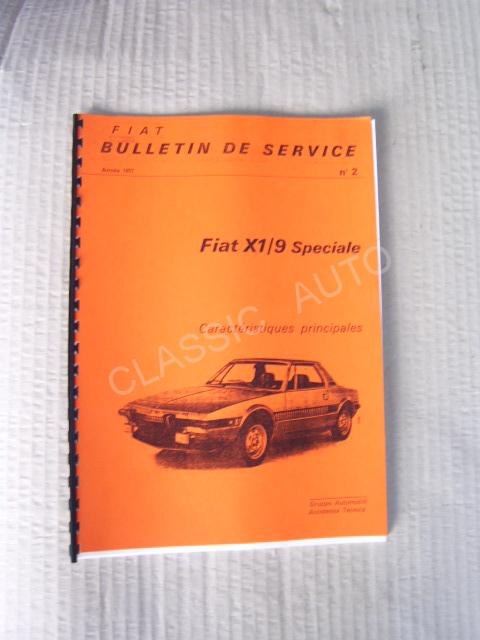 FIAT
BULLETIN DE SERVICE
n° 2
Fiat X1/9 Speciale
Caractéristiques principales
Gruppo Automobili
Assistenza Tecnica
CLASSIC AUTO